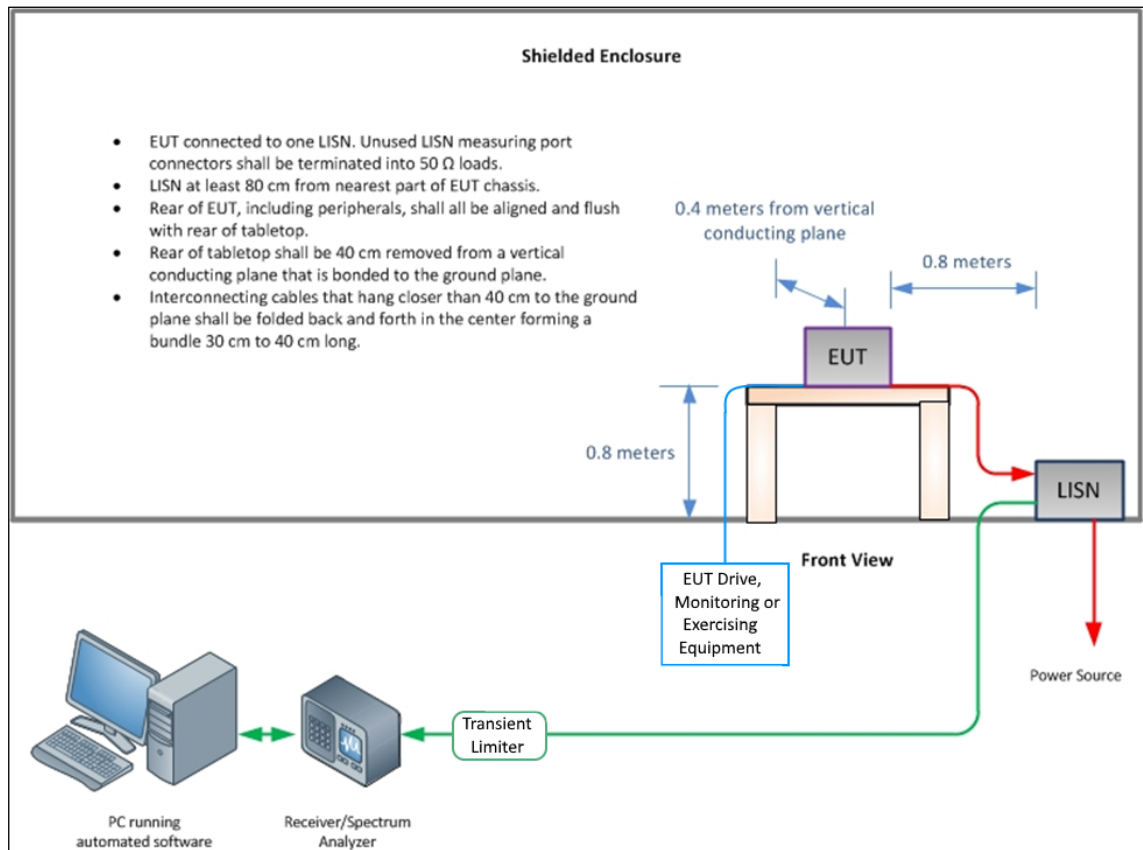 Shielded Enclosure
• EUT connected to one LISN. Unused LISN measuring port
connectors shall be terminated into 50 Ω loads.
• LISN at least 80 cm from nearest part of EUT chassis.
• Rear of EUT, including peripherals, shall all be aligned and flush
with rear of tabletop.
• Rear of tabletop shall be 40 cm removed from a vertical
conducting plane that is bonded to the ground plane.
• Interconnecting cables that hang closer than 40 cm to the ground
plane shall be folded back and forth in the center forming a
bundle 30 cm to 40 cm long.
0.4 meters from vertical
conducting plane
0.8 meters
EUT
0.8 meters
LISN
Front View
EUT Drive,
Monitoring or
Exercising
Equipment
Power Source
Transient
Limiter
PC running
automated software
Receiver/Spectrum
Analyzer